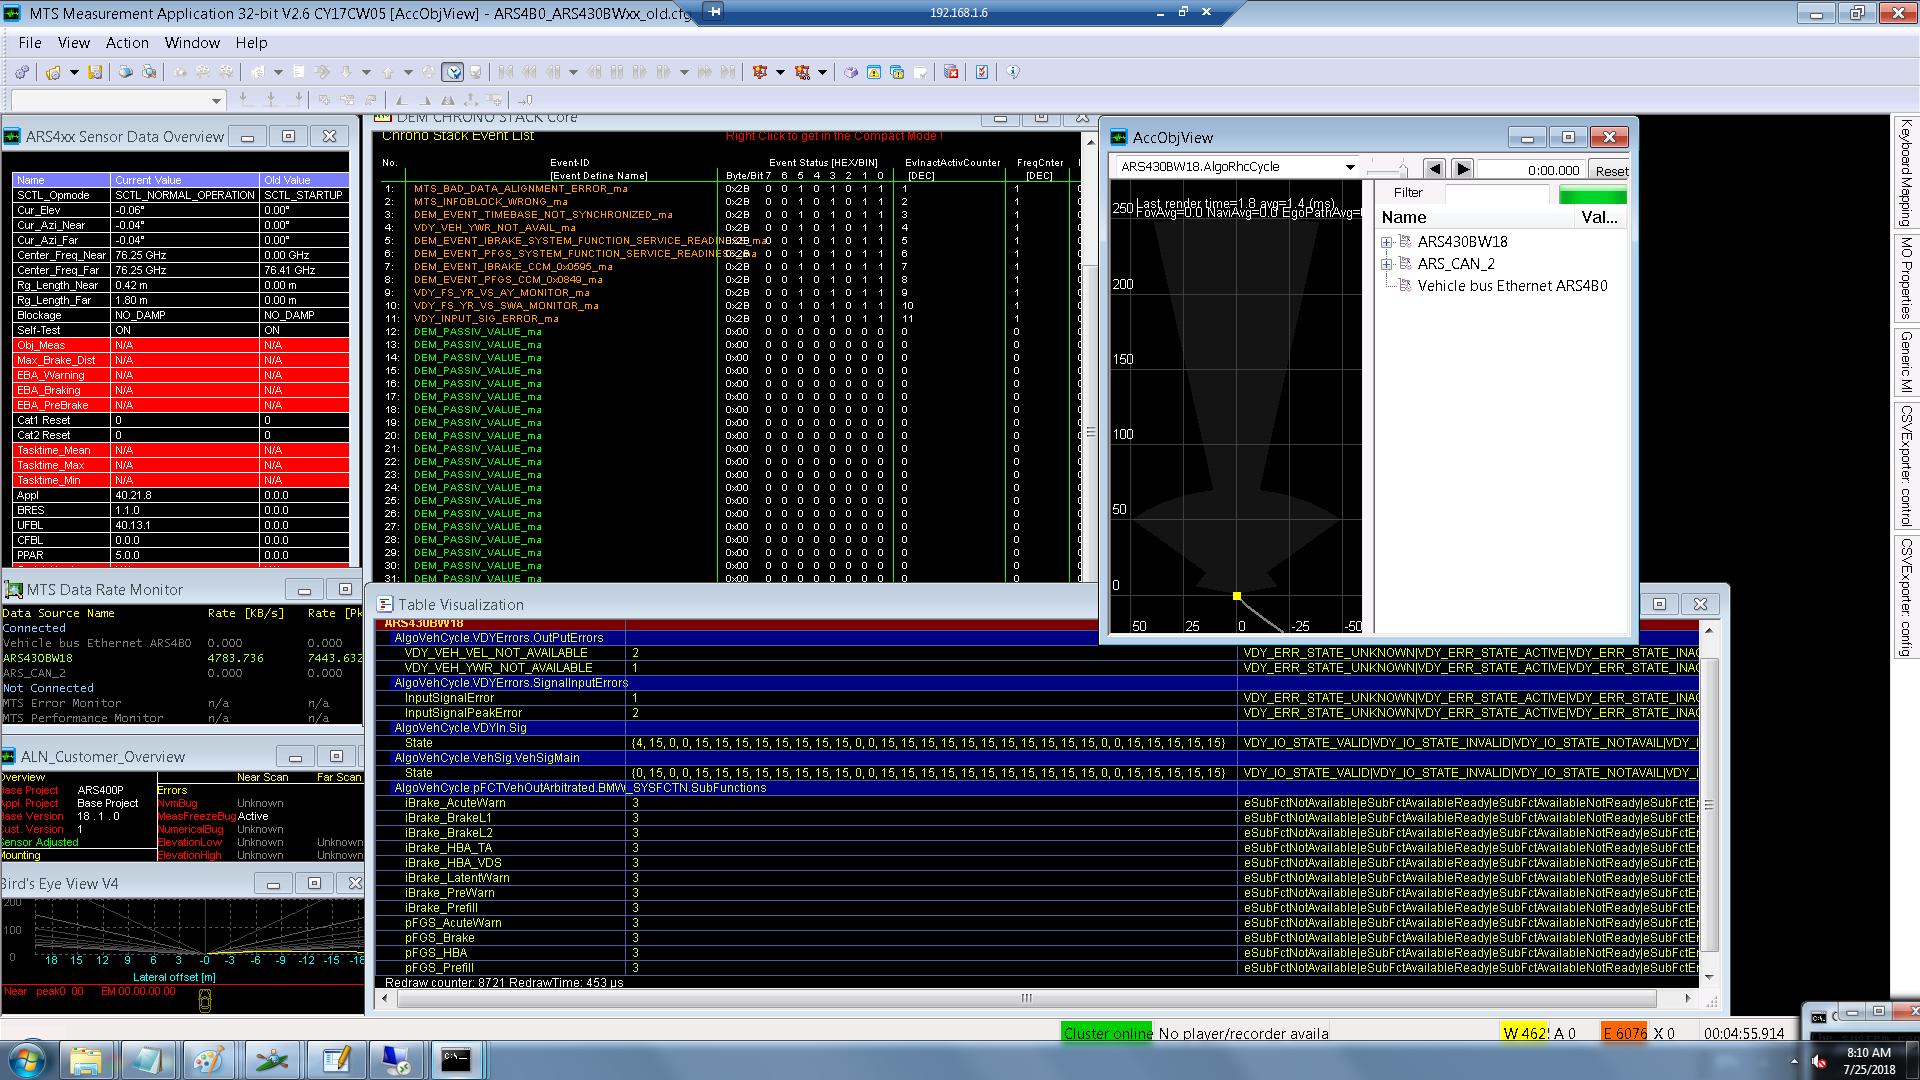 MTS Measurement Application 32-bit V2.6 CY17CW05 [AccObjView] - ARS4B0_ARS430BWxx_old.cfg
192.168.1.6
File View Action Window Help
ARS4xx Sensor Data Overview
Name Current Value Old Value
SCTL_Opmode SCTL_NORMAL_OPERATION SCTL_STARTUP
Cur_Elev -0.06° 0.00°
Cur_Azi_Near -0.04° 0.00°
Cur_Azi_Far -0.04° 0.00°
Center_Freq_Near 76.25 GHz 0.00 GHz
Center_Freq_Far 76.25 GHz 76.41 GHz
Rg_Length_Near 0.42 m 0.00 m
Rg_Length_Far 1.80 m 0.00 m
Blockage NO_DAMP NO_DAMP
Self-Test ON ON
Obj_Meas N/A N/A
Max_Brake_Dist N/A N/A
EBA_Warning N/A N/A
EBA_Braking N/A N/A
EBA_PreBrake N/A N/A
Cat1 Reset 0 0
Cat2 Reset 0 0
Tasktime_Mean N/A N/A
Tasktime_Max N/A N/A
Tasktime_Min N/A N/A
Appl 40.21.8 0.0.0
BRES 1.1.0 0.0.0
UFBL 40.13.1 0.0.0
CFBL 0.0.0 0.0.0
PPAR 5.0.0 0.0.0
DEM CHRONO STACK Core
Chrono Stack Event List Right Click to get in the Compact Mode !
No. Event-ID Event Status [HEX/BIN] EvInactActivCounter FreqCnter
[Event Define Name] Byte/Bit 7 6 5 4 3 2 1 0 [DEC] [DEC]
1: MTS_BAD_DATA_ALIGNMENT_ERROR_ma 0x2B 0 0 1 0 1 0 1 1 1 1
2: MTS_INFOBLOCK_WRONG_ma 0x2B 0 0 1 0 1 0 1 1 2 1
3: DEM_EVENT_TIMEBASE_NOT_SYNCHRONIZED_ma 0x2B 0 0 1 0 1 0 1 1 3 1
4: VDY_VEH_YWR_NOT_AVAIL_ma 0x2B 0 0 1 0 1 0 1 1 4 1
5: DEM_EVENT_IBRAKE_SYSTEM_FUNCTION_SERVICE_READINESS_ma 0x2B 0 0 1 0 1 0 1 1 5 1
6: DEM_EVENT_PFGS_SYSTEM_FUNCTION_SERVICE_READINESS_ma 0x2B 0 0 1 0 1 0 1 1 6 1
7: DEM_EVENT_IBRAKE_CCM_0x0595_ma 0x2B 0 0 1 0 1 0 1 1 7 1
8: DEM_EVENT_PFGS_CCM_0x0849_ma 0x2B 0 0 1 0 1 0 1 1 8 1
9: VDY_FS_YR_VS_AY_MONITOR_ma 0x2B 0 0 1 0 1 0 1 1 9 1
10: VDY_FS_YR_VS_SWA_MONITOR_ma 0x2B 0 0 1 0 1 0 1 1 10 1
11: VDY_INPUT_SIG_ERROR_ma 0x2B 0 0 1 0 1 0 1 1 11 1
12: DEM_PASSIV_VALUE_ma 0x00 0 0 0 0 0 0 0 0 0 0
13: DEM_PASSIV_VALUE_ma 0x00 0 0 0 0 0 0 0 0 0 0
14: DEM_PASSIV_VALUE_ma 0x00 0 0 0 0 0 0 0 0 0 0
15: DEM_PASSIV_VALUE_ma 0x00 0 0 0 0 0 0 0 0 0 0
16: DEM_PASSIV_VALUE_ma 0x00 0 0 0 0 0 0 0 0 0 0
17: DEM_PASSIV_VALUE_ma 0x00 0 0 0 0 0 0 0 0 0 0
18: DEM_PASSIV_VALUE_ma 0x00 0 0 0 0 0 0 0 0 0 0
19: DEM_PASSIV_VALUE_ma 0x00 0 0 0 0 0 0 0 0 0 0
20: DEM_PASSIV_VALUE_ma 0x00 0 0 0 0 0 0 0 0 0 0
21: DEM_PASSIV_VALUE_ma 0x00 0 0 0 0 0 0 0 0 0 0
22: DEM_PASSIV_VALUE_ma 0x00 0 0 0 0 0 0 0 0 0 0
23: DEM_PASSIV_VALUE_ma 0x00 0 0 0 0 0 0 0 0 0 0
24: DEM_PASSIV_VALUE_ma 0x00 0 0 0 0 0 0 0 0 0 0
25: DEM_PASSIV_VALUE_ma 0x00 0 0 0 0 0 0 0 0 0 0
26: DEM_PASSIV_VALUE_ma 0x00 0 0 0 0 0 0 0 0 0 0
27: DEM_PASSIV_VALUE_ma 0x00 0 0 0 0 0 0 0 0 0 0
28: DEM_PASSIV_VALUE_ma 0x00 0 0 0 0 0 0 0 0 0 0
29: DEM_PASSIV_VALUE_ma 0x00 0 0 0 0 0 0 0 0 0 0
30: DEM_PASSIV_VALUE_ma 0x00 0 0 0 0 0 0 0 0 0 0
31: DEM_PASSIV_VALUE_ma 0x00 0 0 0 0 0 0 0 0 0 0
AccObjView
ARS430BW18.AlgoRhcCycle 0:00.000 Reset
Last render time=1.8 avg=1.4 (ms)
FovAvg=0.0 NaviAvg=0.0 EgoPathAvg=
250
200
150
100
50
0
50 25 0 -25 -50
Filter
Name Val...
ARS430BW18
ARS_CAN_2
Vehicle bus Ethernet ARS4B0
Keyboard Mapping
MO Properties
Generic MI
CSVExporter: control
CSVExporter: config
MTS Data Rate Monitor
Data Source Name Rate [KB/s] Rate [Pk
Connected
Vehicle bus Ethernet ARS4B0 0.000 0.000
ARS430BW18 4783.736 7443.632
ARS_CAN_2 0.000 0.000
Not Connected
MTS Error Monitor n/a n/a
MTS Performance Monitor n/a n/a
ALN_Customer_Overview
Overview Near Scan Far Scan
Base Project ARS400P Errors
Appl. Project Base Project NvmBug Unknown
Base Version 18 . 1 . 0 MeasFreezeBug Active
Cust. Version 1 NumericalBug Unknown
Sensor Adjusted ElevationLow Unknown Unknown
Mounting ElevationHigh Unknown Unknown
Bird's Eye View V4
200
100
0
18 15 12 9 6 3 -0 -3 -6 -9 -12 -15 -18
Lateral offset [m]
Near peak0 00 EM 00.00.00.00
Table Visualization
ARS430BW18
AlgoVehCycle.VDYErrors.OutPutErrors
VDY_VEH_VEL_NOT_AVAILABLE 2 VDY_ERR_STATE_UNKNOWN|VDY_ERR_STATE_ACTIVE|VDY_ERR_STATE_INAC
VDY_VEH_YWR_NOT_AVAILABLE 1 VDY_ERR_STATE_UNKNOWN|VDY_ERR_STATE_ACTIVE|VDY_ERR_STATE_INAC
AlgoVehCycle.VDYErrors.SignalInputErrors
InputSignalError 1 VDY_ERR_STATE_UNKNOWN|VDY_ERR_STATE_ACTIVE|VDY_ERR_STATE_INAC
InputSignalPeakError 2 VDY_ERR_STATE_UNKNOWN|VDY_ERR_STATE_ACTIVE|VDY_ERR_STATE_INAC
AlgoVehCycle.VDYIn.Sig
State {4, 15, 0, 0, 15, 15, 15, 15, 15, 15, 15, 0, 0, 15, 15, 15, 15, 15, 15, 15, 15, 15, 15, 15, 0, 0, 15, 15, 15, 15, 15} VDY_IO_STATE_VALID|VDY_IO_STATE_INVALID|VDY_IO_STATE_NOTAVAIL|VDY_I
AlgoVehCycle.VehSig.VehSigMain
State {0, 15, 0, 0, 15, 15, 15, 15, 15, 15, 15, 0, 0, 15, 15, 15, 15, 15, 15, 15, 15, 15, 15, 15, 0, 0, 15, 15, 15, 15, 15} VDY_IO_STATE_VALID|VDY_IO_STATE_INVALID|VDY_IO_STATE_NOTAVAIL|VDY_I
AlgoVehCycle.pFCTVehOutArbitrated.BMW_SYSFCTN.SubFunctions
iBrake_AcuteWarn 3 eSubFctNotAvailable|eSubFctAvailableReady|eSubFctAvailableNotReady|eSubFctEr
iBrake_BrakeL1 3 eSubFctNotAvailable|eSubFctAvailableReady|eSubFctAvailableNotReady|eSubFctEr
iBrake_BrakeL2 3 eSubFctNotAvailable|eSubFctAvailableReady|eSubFctAvailableNotReady|eSubFctEr
iBrake_HBA_TA 3 eSubFctNotAvailable|eSubFctAvailableReady|eSubFctAvailableNotReady|eSubFctEr
iBrake_HBA_VDS 3 eSubFctNotAvailable|eSubFctAvailableReady|eSubFctAvailableNotReady|eSubFctEr
iBrake_LatentWarn 3 eSubFctNotAvailable|eSubFctAvailableReady|eSubFctAvailableNotReady|eSubFctEr
iBrake_PreWarn 3 eSubFctNotAvailable|eSubFctAvailableReady|eSubFctAvailableNotReady|eSubFctEr
iBrake_Prefill 3 eSubFctNotAvailable|eSubFctAvailableReady|eSubFctAvailableNotReady|eSubFctEr
pFGS_AcuteWarn 3 eSubFctNotAvailable|eSubFctAvailableReady|eSubFctAvailableNotReady|eSubFctEr
pFGS_Brake 3 eSubFctNotAvailable|eSubFctAvailableReady|eSubFctAvailableNotReady|eSubFctEr
pFGS_HBA 3 eSubFctNotAvailable|eSubFctAvailableReady|eSubFctAvailableNotReady|eSubFctEr
pFGS_Prefill 3 eSubFctNotAvailable|eSubFctAvailableReady|eSubFctAvailableNotReady|eSubFctEr
Redraw counter: 8721 RedrawTime: 453 µs
Cluster online No player/recorder availa W 462 A 0 E 6076 X 0 00:04:55.914
8:10 AM
7/25/2018